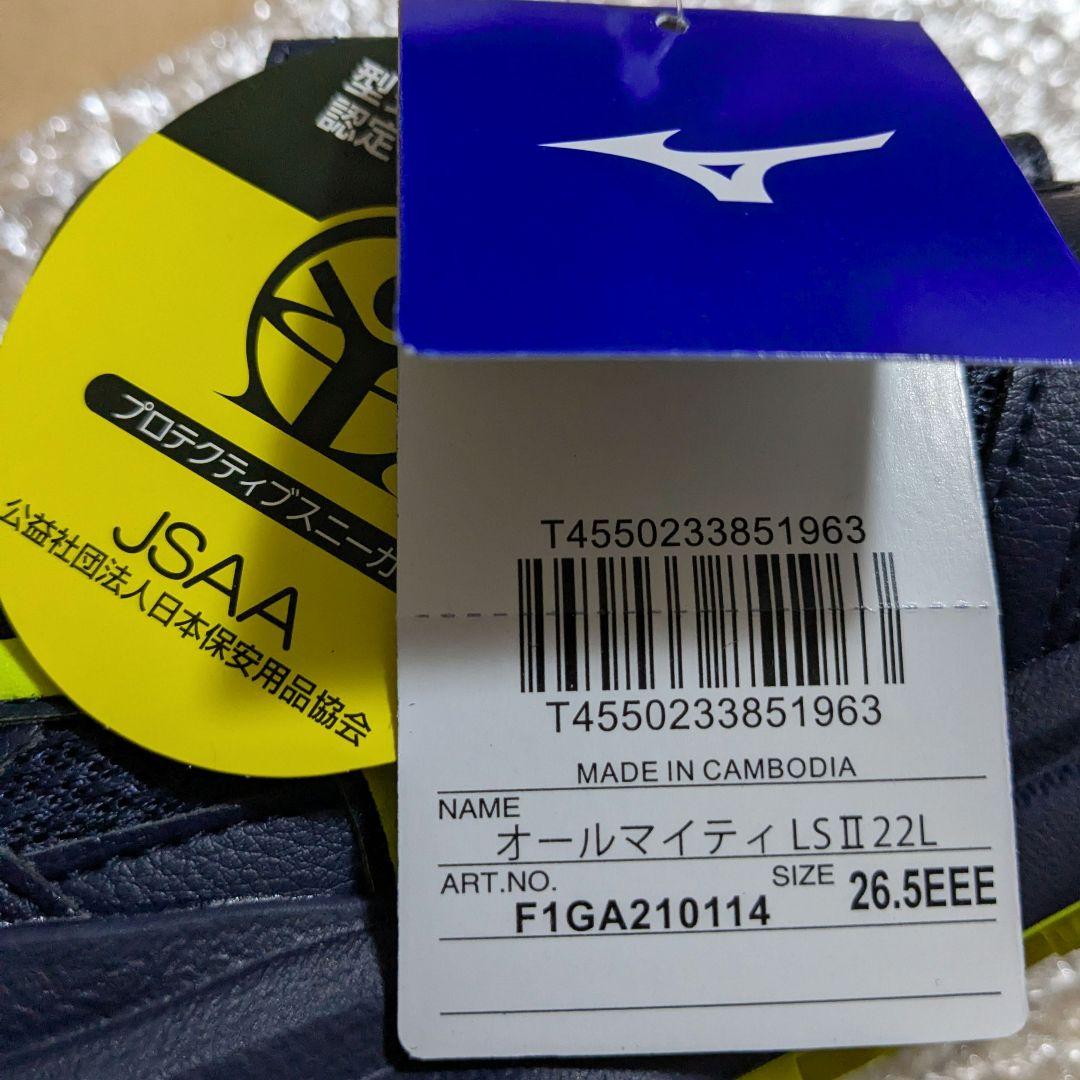 型
認定
プロテクティブスニーカ
JSAA
公益社団法人日本保安用品協会
T4550233851963
T4550233851963
MADE IN CAMBODIA
NAME
オールマイティ LSⅡ22L
ART.NO.
SIZE
26.5EEE
F1GA210114